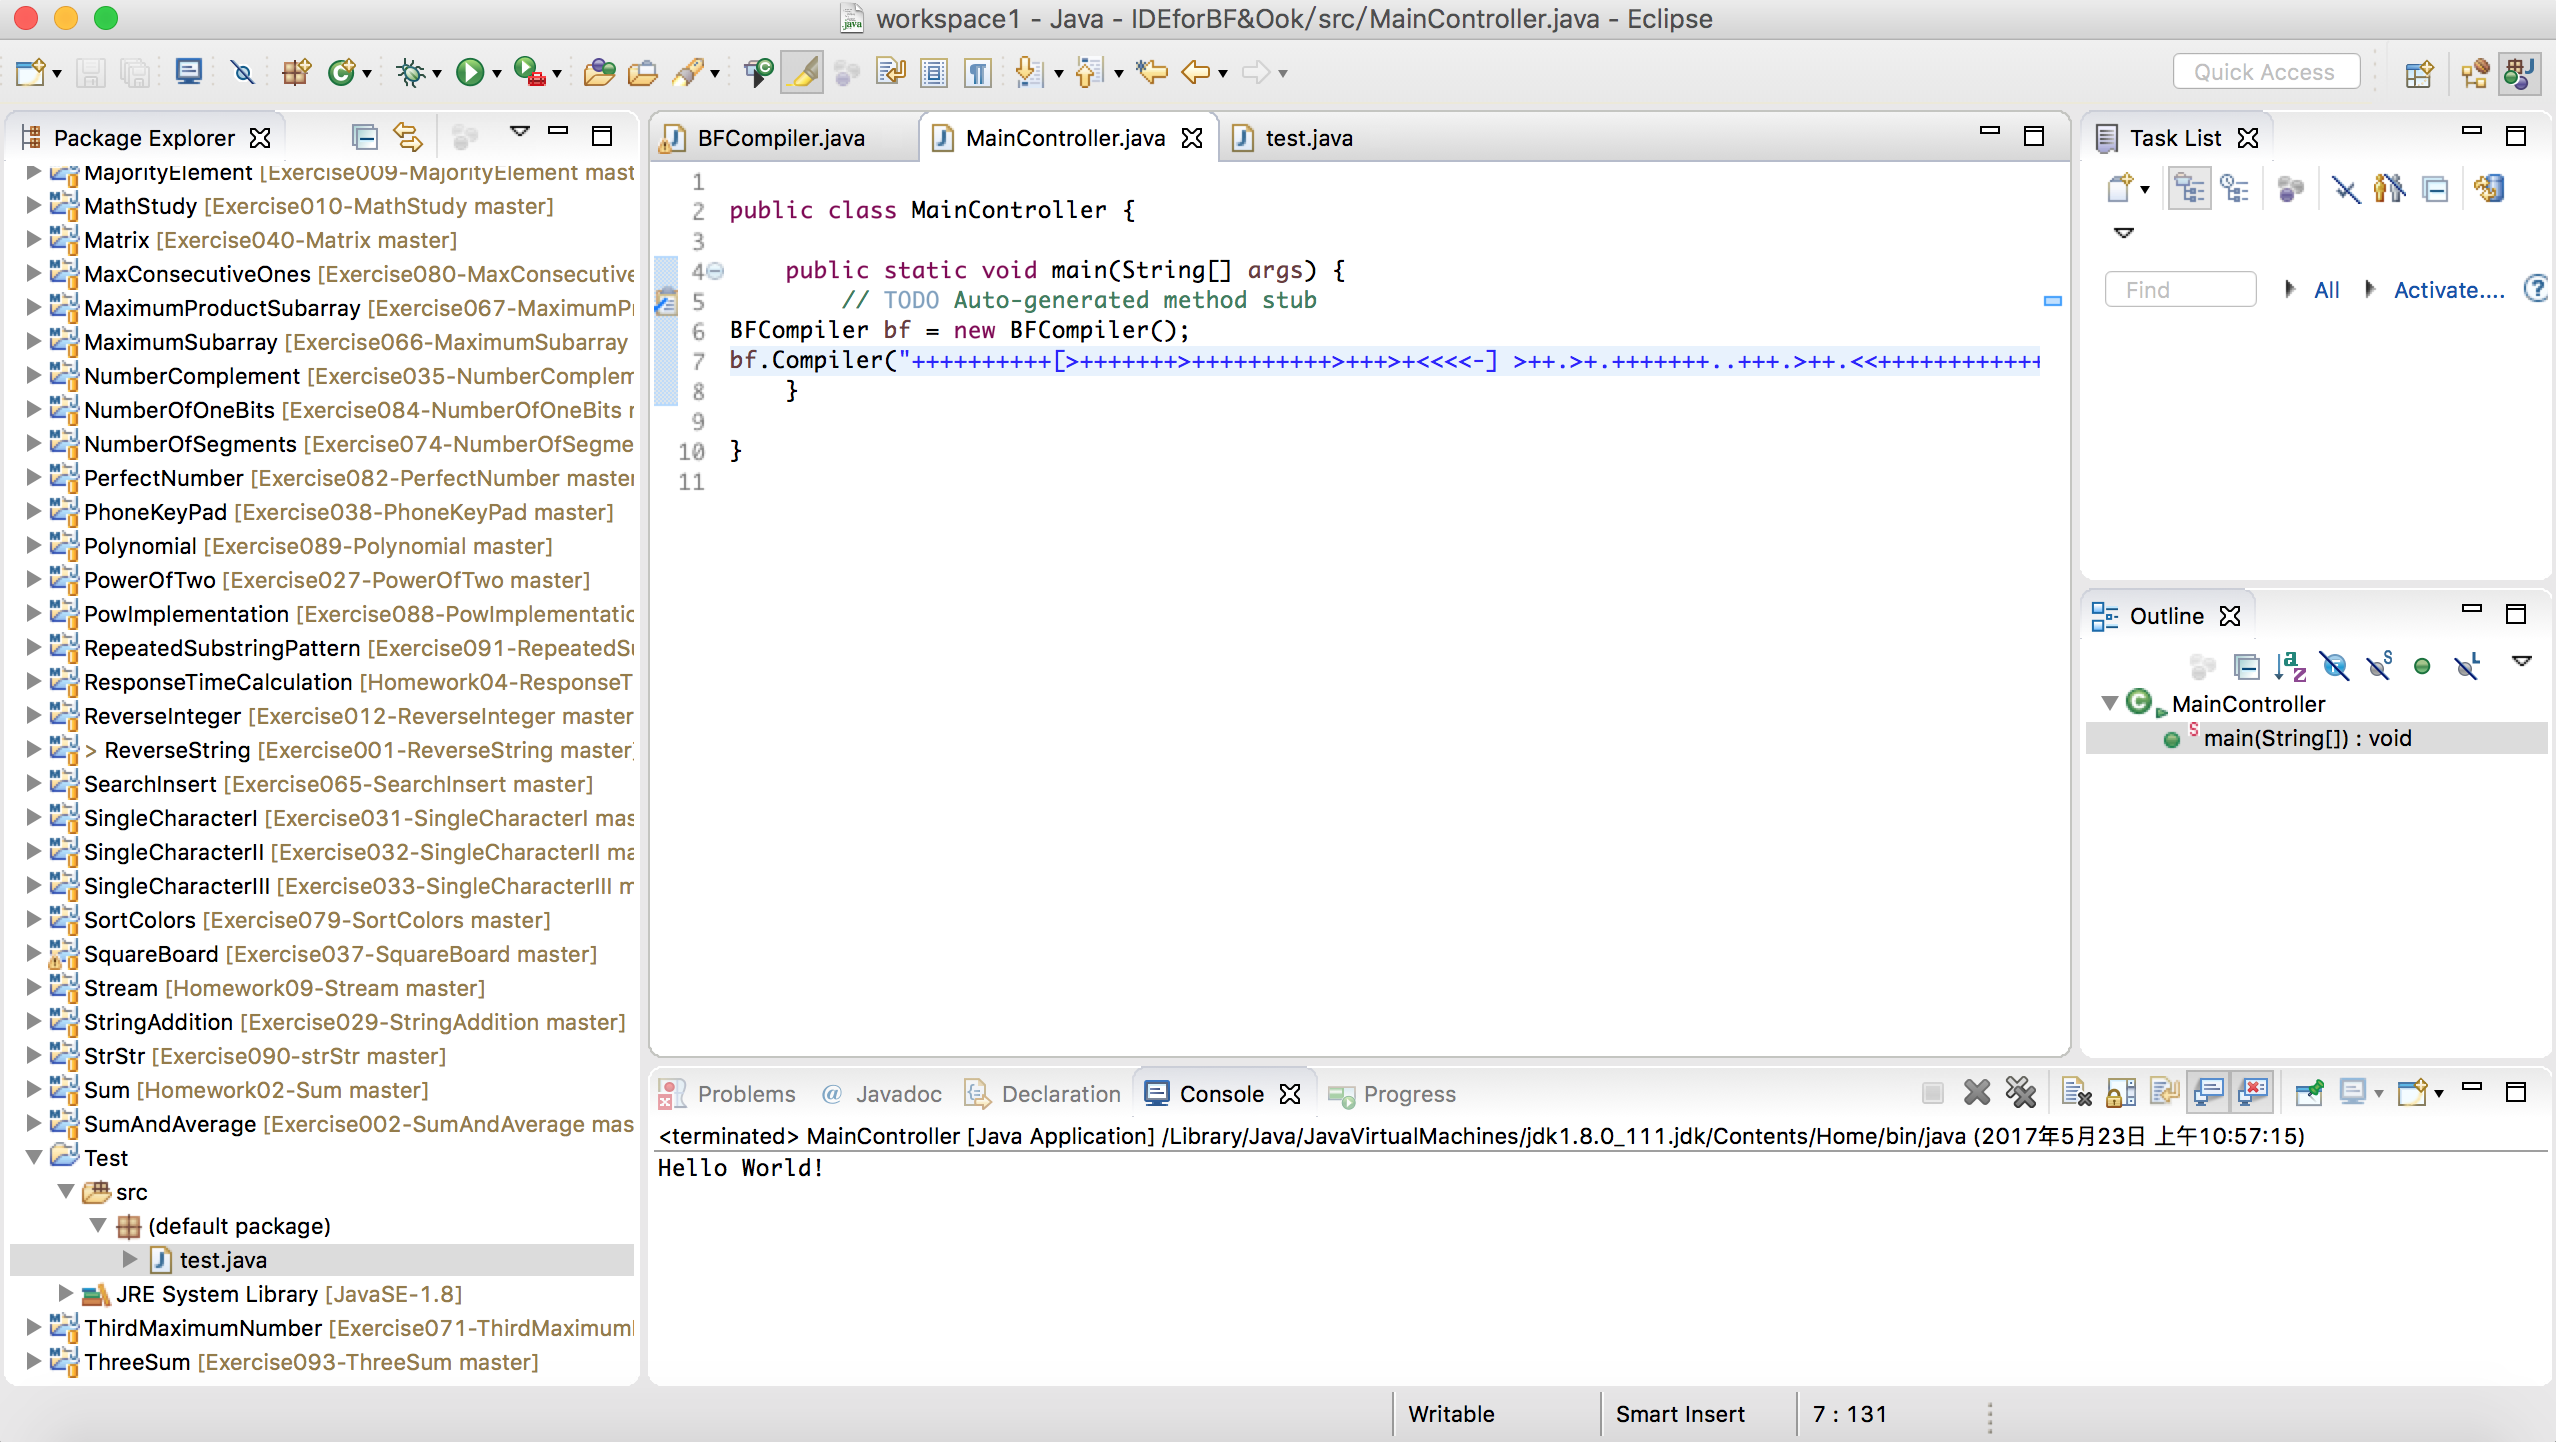 workspace1 - Java - IDEforBF&Ook/src/MainController.java - Eclipse
Quick Access
Package Explorer
MajorityElement [Exercise009-MajorityElement mast
MathStudy [Exercise010-MathStudy master]
Matrix [Exercise040-Matrix master]
MaxConsecutiveOnes [Exercise080-MaxConsecutive
MaximumProductSubarray [Exercise067-MaximumPr
MaximumSubarray [Exercise066-MaximumSubarray
NumberComplement [Exercise035-NumberComplem
NumberOfOneBits [Exercise084-NumberOfOneBits r
NumberOfSegments [Exercise074-NumberOfSegme
PerfectNumber [Exercise082-PerfectNumber master
PhoneKeyPad [Exercise038-PhoneKeyPad master]
Polynomial [Exercise089-Polynomial master]
PowerOfTwo [Exercise027-PowerOfTwo master]
PowImplementation [Exercise088-PowImplementatic
RepeatedSubstringPattern [Exercise091-RepeatedSu
ResponseTimeCalculation [Homework04-ResponseT
ReverseInteger [Exercise012-ReverseInteger master
> ReverseString [Exercise001-ReverseString master]
SearchInsert [Exercise065-SearchInsert master]
SingleCharacterI [Exercise031-SingleCharacterI mas
SingleCharacterII [Exercise032-SingleCharacterII ma
SingleCharacterIII [Exercise033-SingleCharacterIII m
SortColors [Exercise079-SortColors master]
SquareBoard [Exercise037-SquareBoard master]
Stream [Homework09-Stream master]
StringAddition [Exercise029-StringAddition master]
StrStr [Exercise090-strStr master]
Sum [Homework02-Sum master]
SumAndAverage [Exercise002-SumAndAverage mas
Test
src
(default package)
test.java
JRE System Library [JavaSE-1.8]
ThirdMaximumNumber [Exercise071-ThirdMaximumI
ThreeSum [Exercise093-ThreeSum master]
BFCompiler.java
MainController.java
test.java
1
2 public class MainController {
3
4 public static void main(String[] args) {
5 // TODO Auto-generated method stub
6 BFCompiler bf = new BFCompiler();
7 bf.Compiler("++++++++++[>+++++++>++++++++++>+++>+<<<<-] >++.>+.+++++++..+++.>++.<<++++++++++++
8 }
9
10 }
11
Task List
Find
All
Activate....
Outline
MainController
main(String[]) : void
Problems
@ Javadoc
Declaration
Console
Progress
<terminated> MainController [Java Application] /Library/Java/JavaVirtualMachines/jdk1.8.0_111.jdk/Contents/Home/bin/java (2017年5月23日 上午10:57:15)
Hello World!
Writable
Smart Insert
7 : 131